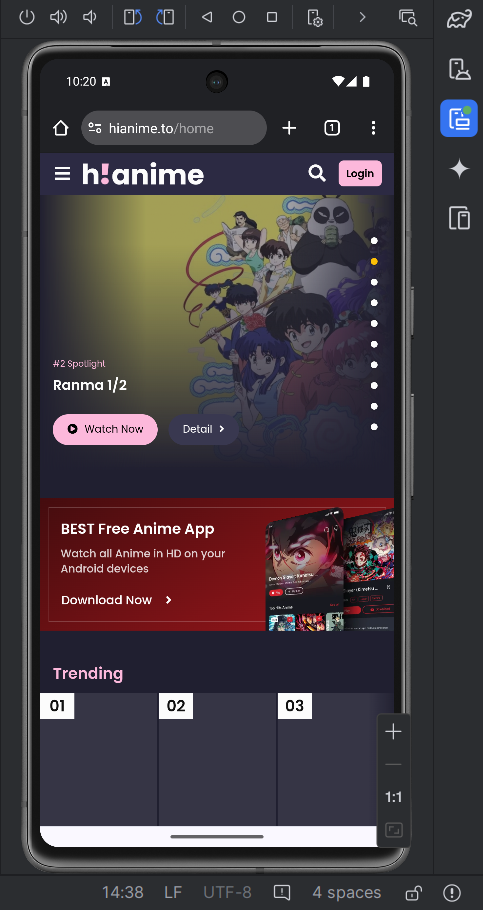 10:20 A
hianime.to/home
1
h!anime
Login
#2 Spotlight
Ranma 1/2
Watch Now
Detail
BEST Free Anime App
Watch all Anime in HD on your
Android devices
Download Now
Trending
01
02
03
1:1
14:38
LF
UTF-8
4 spaces